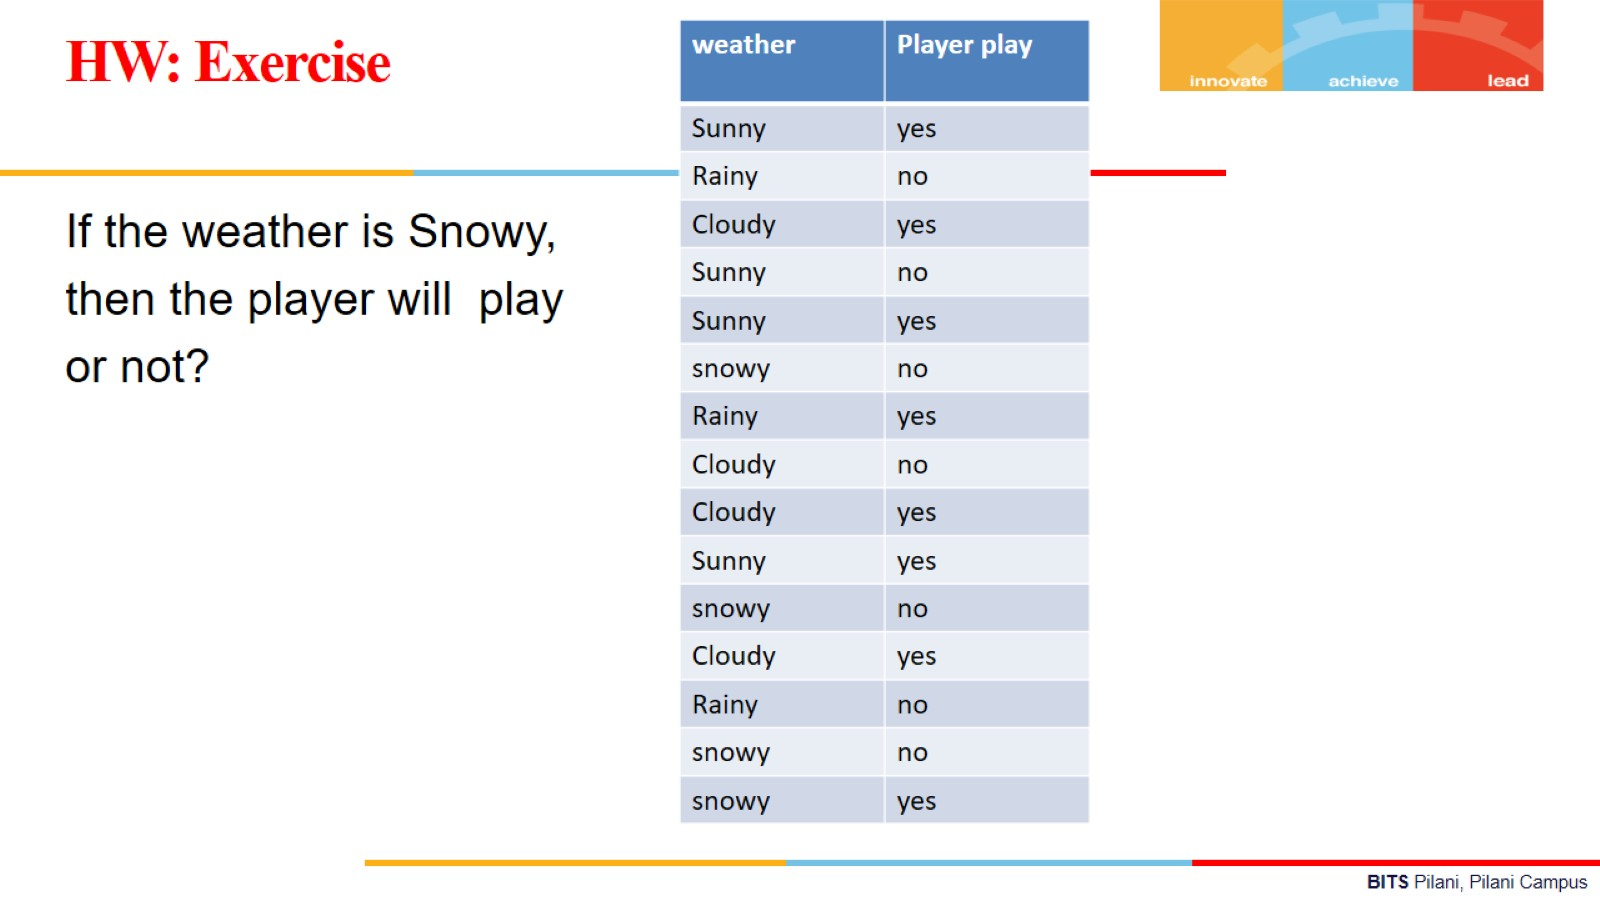 HW: Exercise
innovate achieve lead
If the weather is Snowy,
then the player will play
or not?
weather Player play
Sunny yes
Rainy no
Cloudy yes
Sunny no
Sunny yes
snowy no
Rainy yes
Cloudy no
Cloudy yes
Sunny yes
snowy no
Cloudy yes
Rainy no
snowy no
snowy yes
BITS Pilani, Pilani Campus